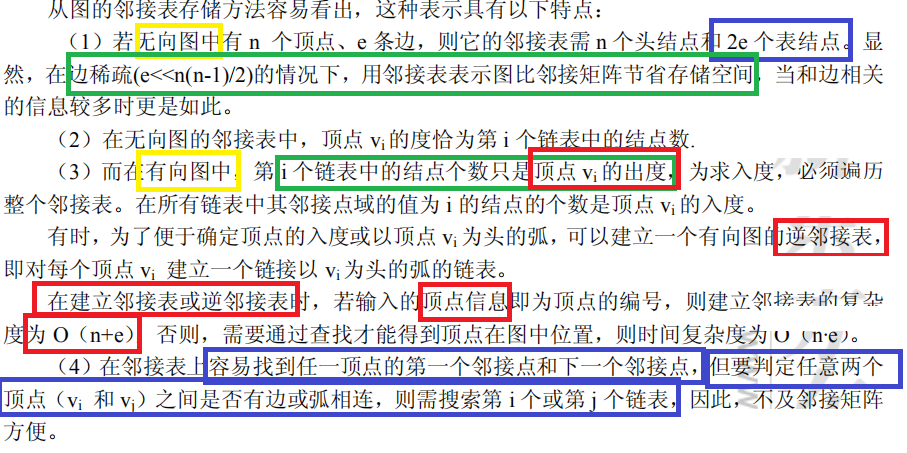 从图的邻接表存储方法容易看出，这种表示具有以下特点：
（1）若无向图中有 n 个顶点、e 条边，则它的邻接表需 n 个头结点和 2e 个表结点。显
然，在边稀疏(e<<n(n-1)/2)的情况下，用邻接表表示图比邻接矩阵节省存储空间，当和边相关
的信息较多时更是如此。
（2）在无向图的邻接表中，顶点 vi的度恰为第 i 个链表中的结点数.
（3）而在有向图中，第 i 个链表中的结点个数只是顶点 vi的出度，为求入度，必须遍历
整个邻接表。在所有链表中其邻接点域的值为 i 的结点的个数是顶点 vi的入度。
有时，为了便于确定顶点的入度或以顶点 vi为头的弧，可以建立一个有向图的逆邻接表，
即对每个顶点 vi 建立一个链接以 vi为头的弧的链表。
在建立邻接表或逆邻接表时，若输入的顶点信息即为顶点的编号，则建立邻接表的复杂
度为 O（n+e） 否则，需要通过查找才能得到顶点在图中位置，则时间复杂度为 O（n·e）。
（4）在邻接表上容易找到任一顶点的第一个邻接点和下一个邻接点，但要判定任意两个
顶点（vi 和 vj）之间是否有边或弧相连，则需搜索第 i 个或第 j 个链表，因此，不及邻接矩阵
方便。